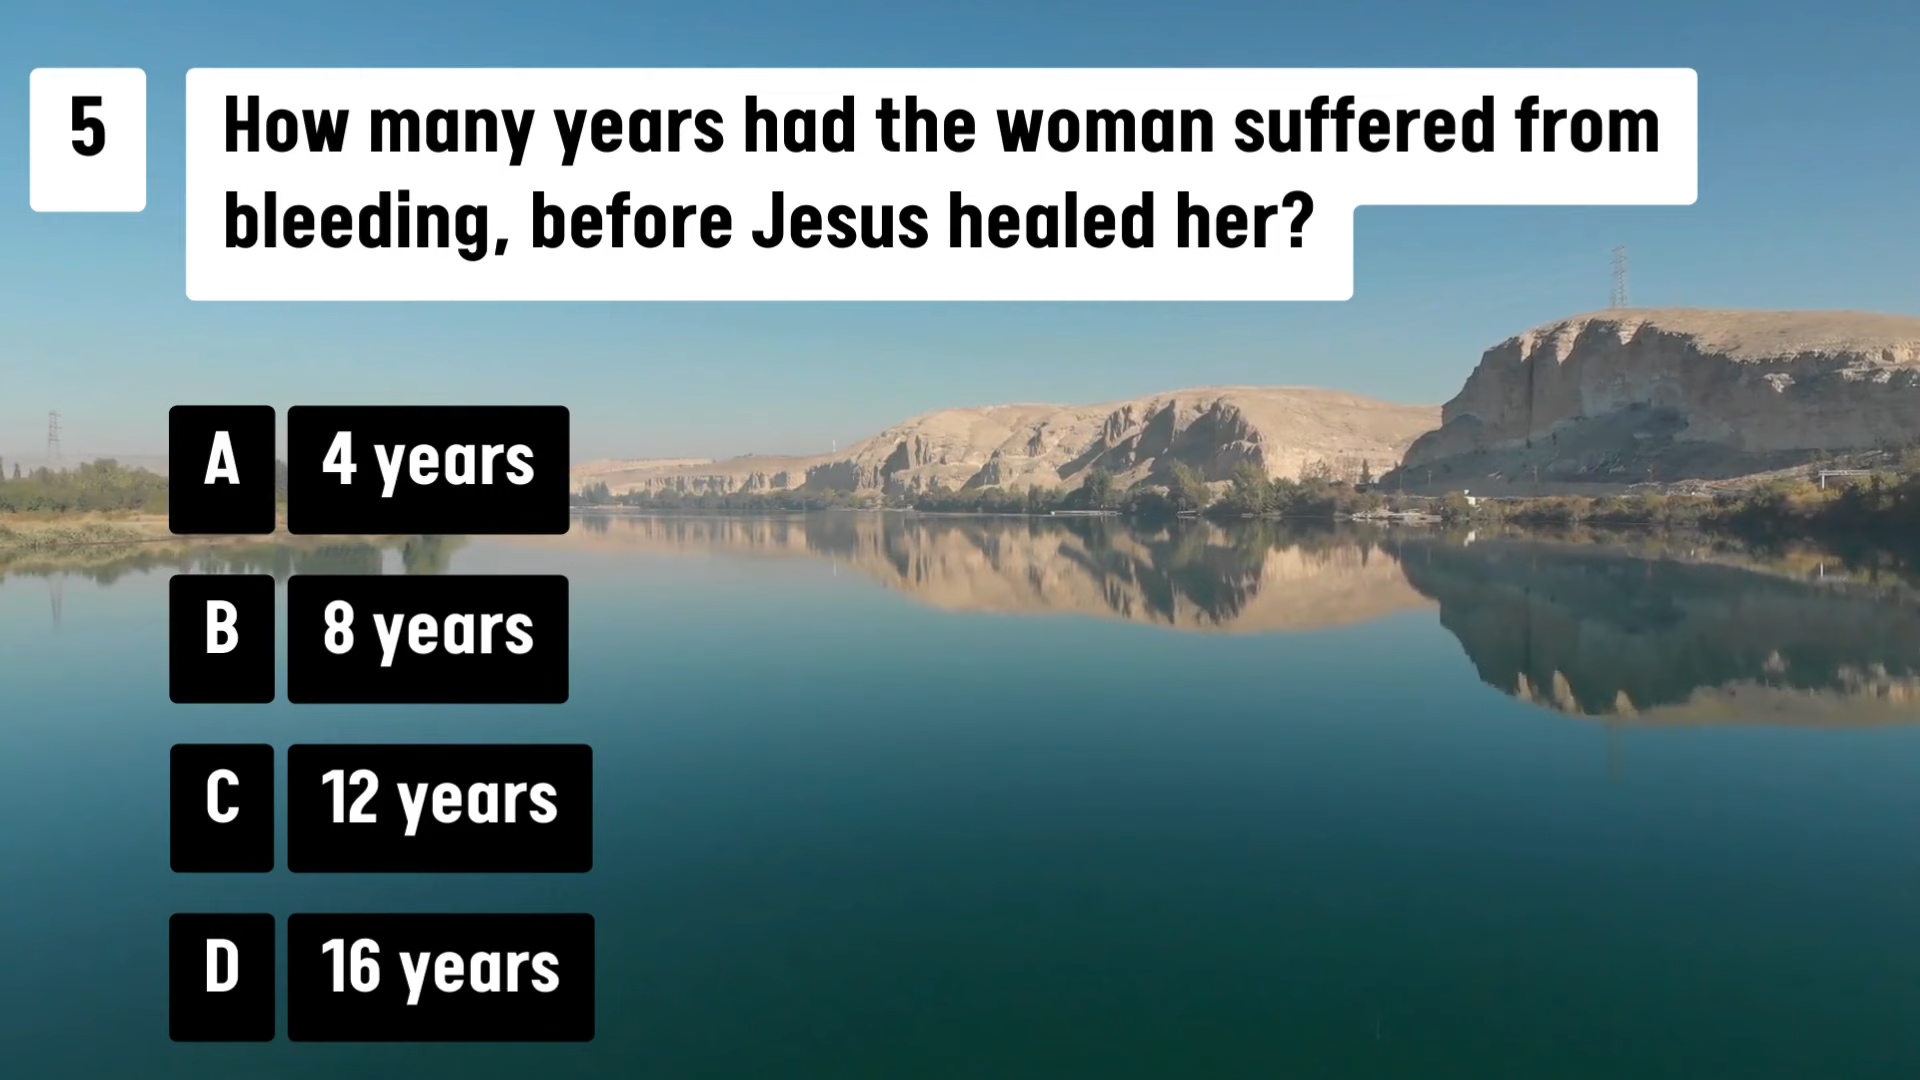 5
How many years had the woman suffered from
bleeding, before Jesus healed her?
A 4 years
B 8 years
C 12 years
D 16 years